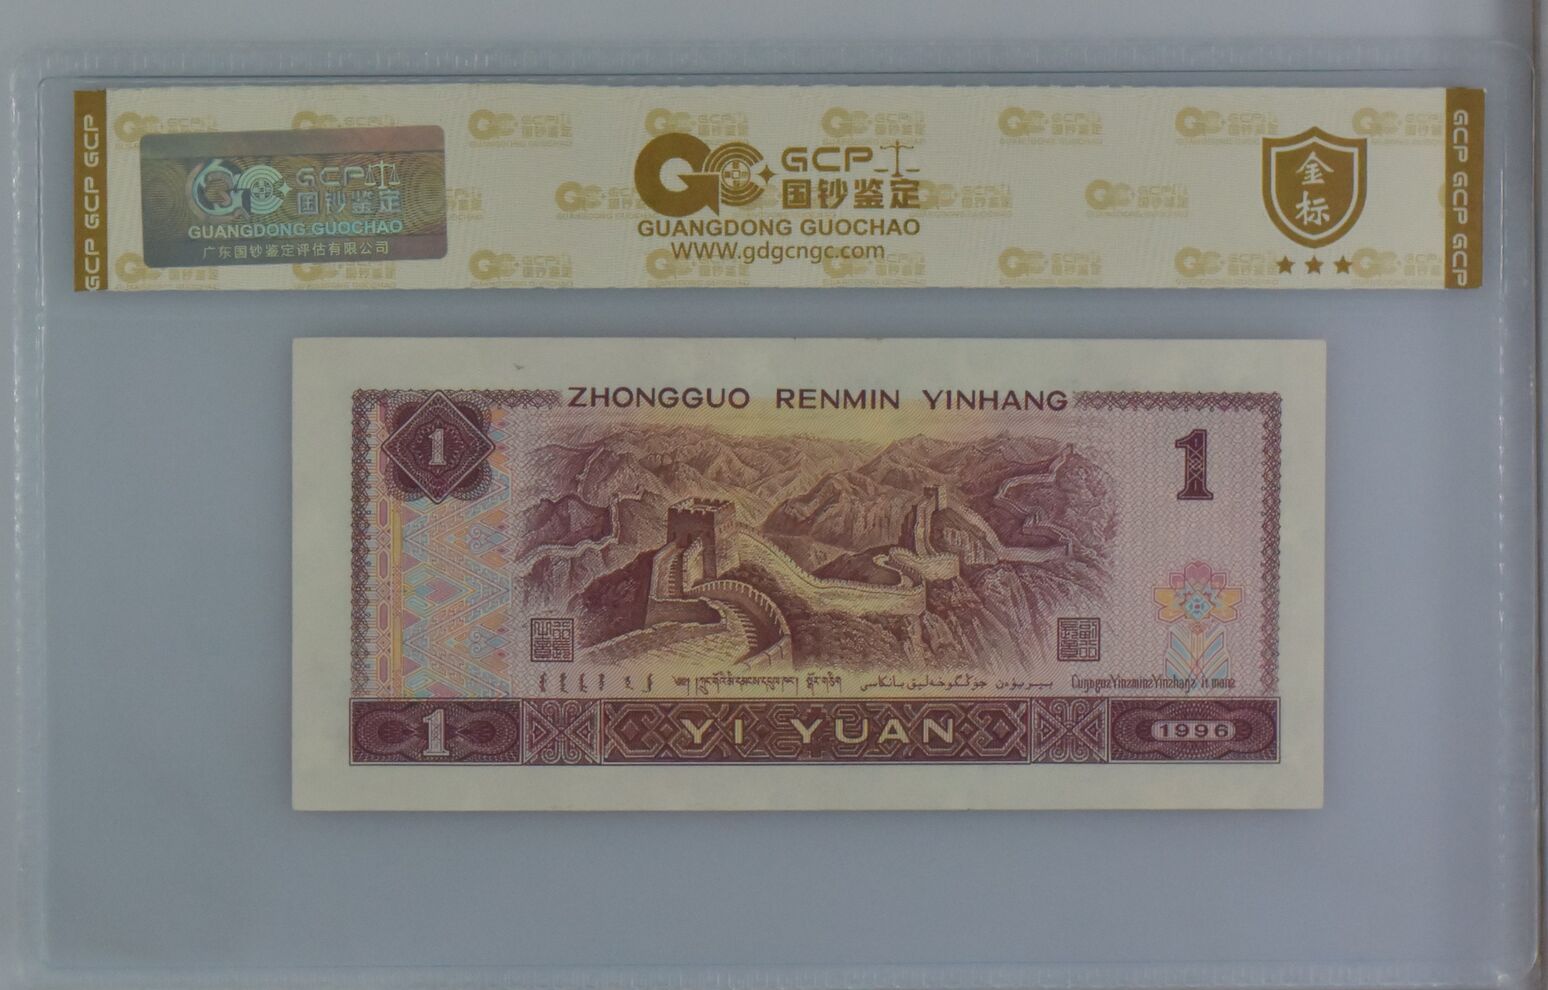 GCP GCP GCP
GCP
国钞鉴定
GUANGDONG GUOCHAO
广东国钞鉴定评估有限公司
GCP
国钞鉴定
GUANGDONG GUOCHAO
WWW.gdgcngc.com
金
标
GCP GCP GCP
ZHONGGUO RENMIN YINHANG
1
1
1
YI YUAN
1996